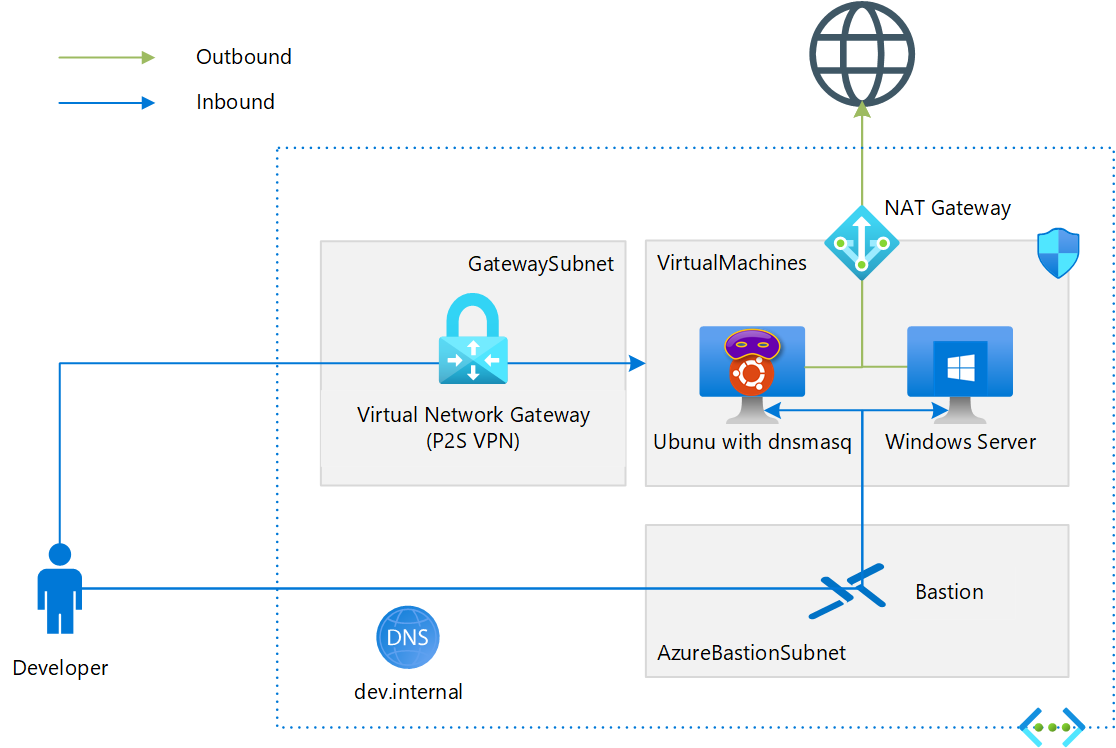 Outbound
Inbound
NAT Gateway
GatewaySubnet
VirtualMachines
Virtual Network Gateway
(P2S VPN)
Ubunu with dnsmasq
Windows Server
Bastion
DNS
AzureBastionSubnet
Developer
dev.internal